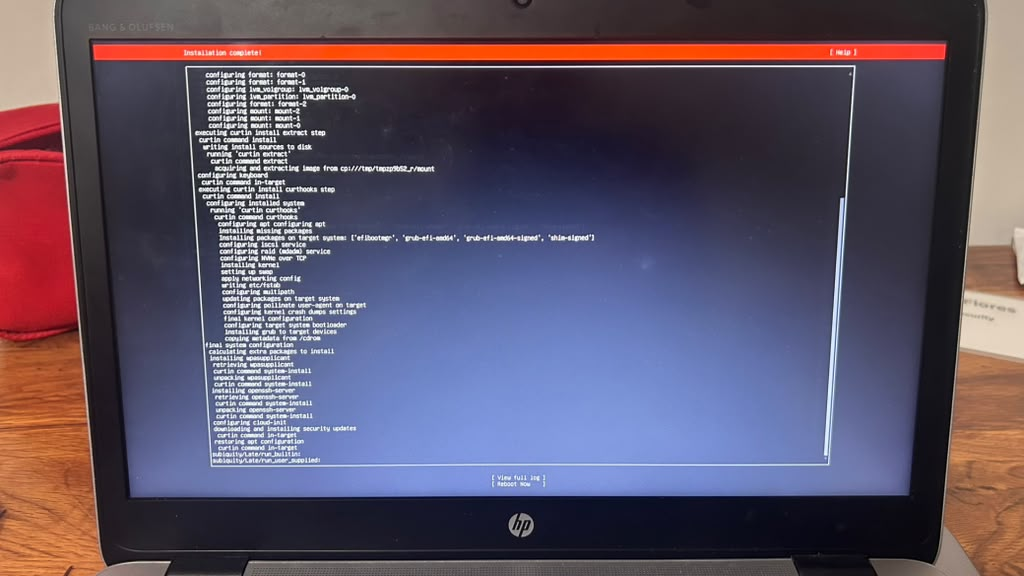 BANG & OLUFSEN
Installation complete!
[ Help ]
configuring format: format-0
configuring format: format-1
configuring lvm_volgroup: lvm_volgroup-0
configuring lvm_partition: lvm_partition-0
configuring format: format-2
configuring mount: mount-2
configuring mount: mount-1
configuring mount: mount-0
executing curtin install extract step
curtin command install
writing install sources to disk
running 'curtin extract'
curtin command extract
acquiring and extracting image from cp:///tmp/tmpzp9b52_r/mount
configuring keyboard
curtin command in-target
executing curtin install curthooks step
curtin command install
configuring installed system
running 'curtin curthooks'
curtin command curthooks
configuring apt configuring apt
installing missing packages
Installing packages on target system: ['efibootmgr', 'grub-efi-amd64', 'grub-efi-amd64-signed', 'shim-signed']
configuring iscsi service
configuring raid (mdadm) service
configuring NVMe over TCP
installing kernel
setting up swap
apply networking config
writing etc/fstab
configuring multipath
updating packages on target system
configuring pollinate user-agent on target
configuring kernel crash dumps settings
final kernel configuration
configuring target system bootloader
installing grub to target devices
copying metadata from /cdrom
final system configuration
calculating extra packages to install
installing wpasupplicant
retrieving wpasupplicant
curtin command system-install
unpacking wpasupplicant
curtin command system-install
installing openssh-server
retrieving openssh-server
curtin command system-install
unpacking openssh-server
curtin command system-install
configuring cloud-init
downloading and installing security updates
curtin command in-target
restoring apt configuration
curtin command in-target
subiquity/Late/run_builtin:
subiquity/Late/run_user_supplied:
[ View full log ]
[ Reboot Now ]
hp